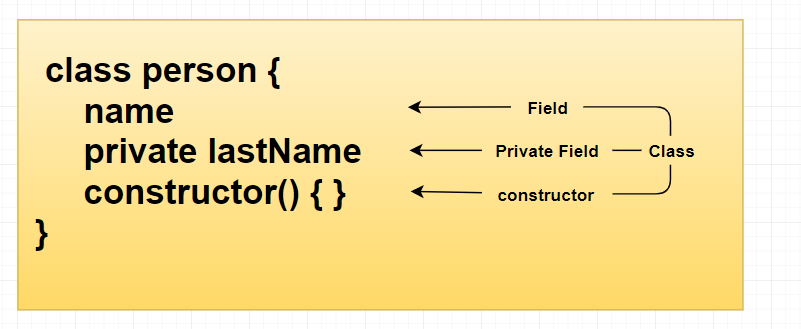 class person {
name
private lastName
constructor() { }
}
Field
Private Field
Class
constructor